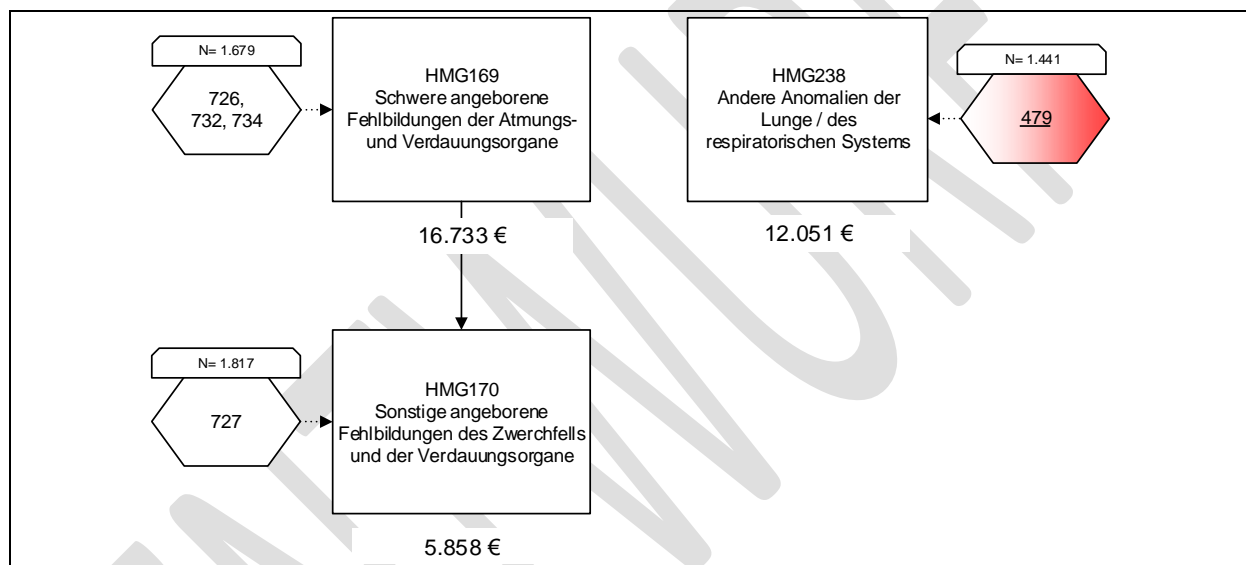 N= 1.679
726,
732, 734
HMG169
Schwere angeborene
Fehlbildungen der Atmungs-
und Verdauungsorgane
16.733 €
HMG238
Andere Anomalien der
Lunge / des
respiratorischen Systems
12.051 €
N= 1.441
479
N= 1.817
727
HMG170
Sonstige angeborene
Fehlbildungen des Zwerchfells
und der Verdauungsorgane
5.858 €